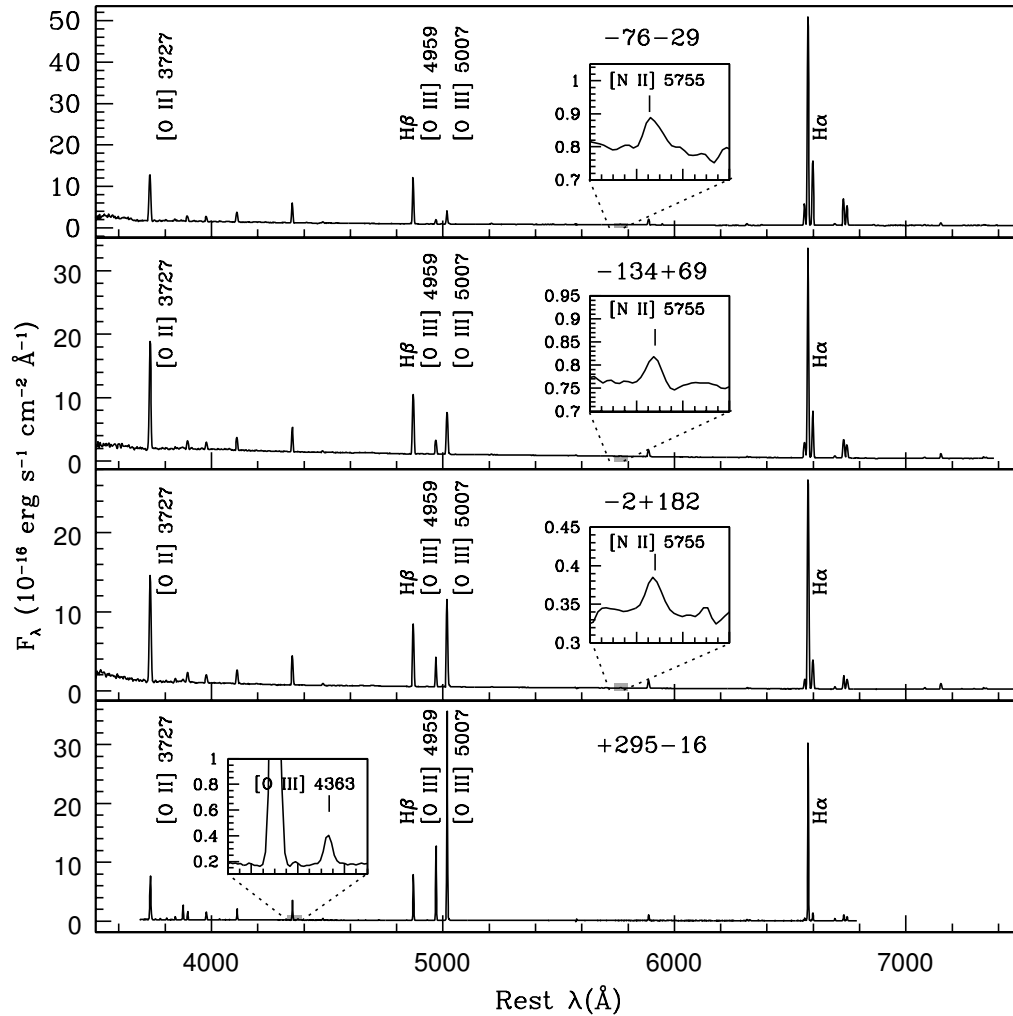 F_λ (10⁻¹⁶ erg s⁻¹ cm⁻² Å⁻¹)
50
40
30
20
10
0
[O II] 3727
Hβ
[O III] 4959
[O III] 5007
−76−29
[N II] 5755
1
0.9
0.8
0.7
Hα
30
20
10
0
[O II] 3727
Hβ
[O III] 4959
[O III] 5007
−134+69
[N II] 5755
0.95
0.9
0.85
0.8
0.75
0.7
Hα
20
10
0
[O II] 3727
Hβ
[O III] 4959
[O III] 5007
−2+182
[N II] 5755
0.45
0.4
0.35
0.3
Hα
30
20
10
0
[O II] 3727
[O III] 4363
1
0.8
0.6
0.4
0.2
Hβ
[O III] 4959
[O III] 5007
+295−16
Hα
4000
5000
6000
7000
Rest λ(Å)